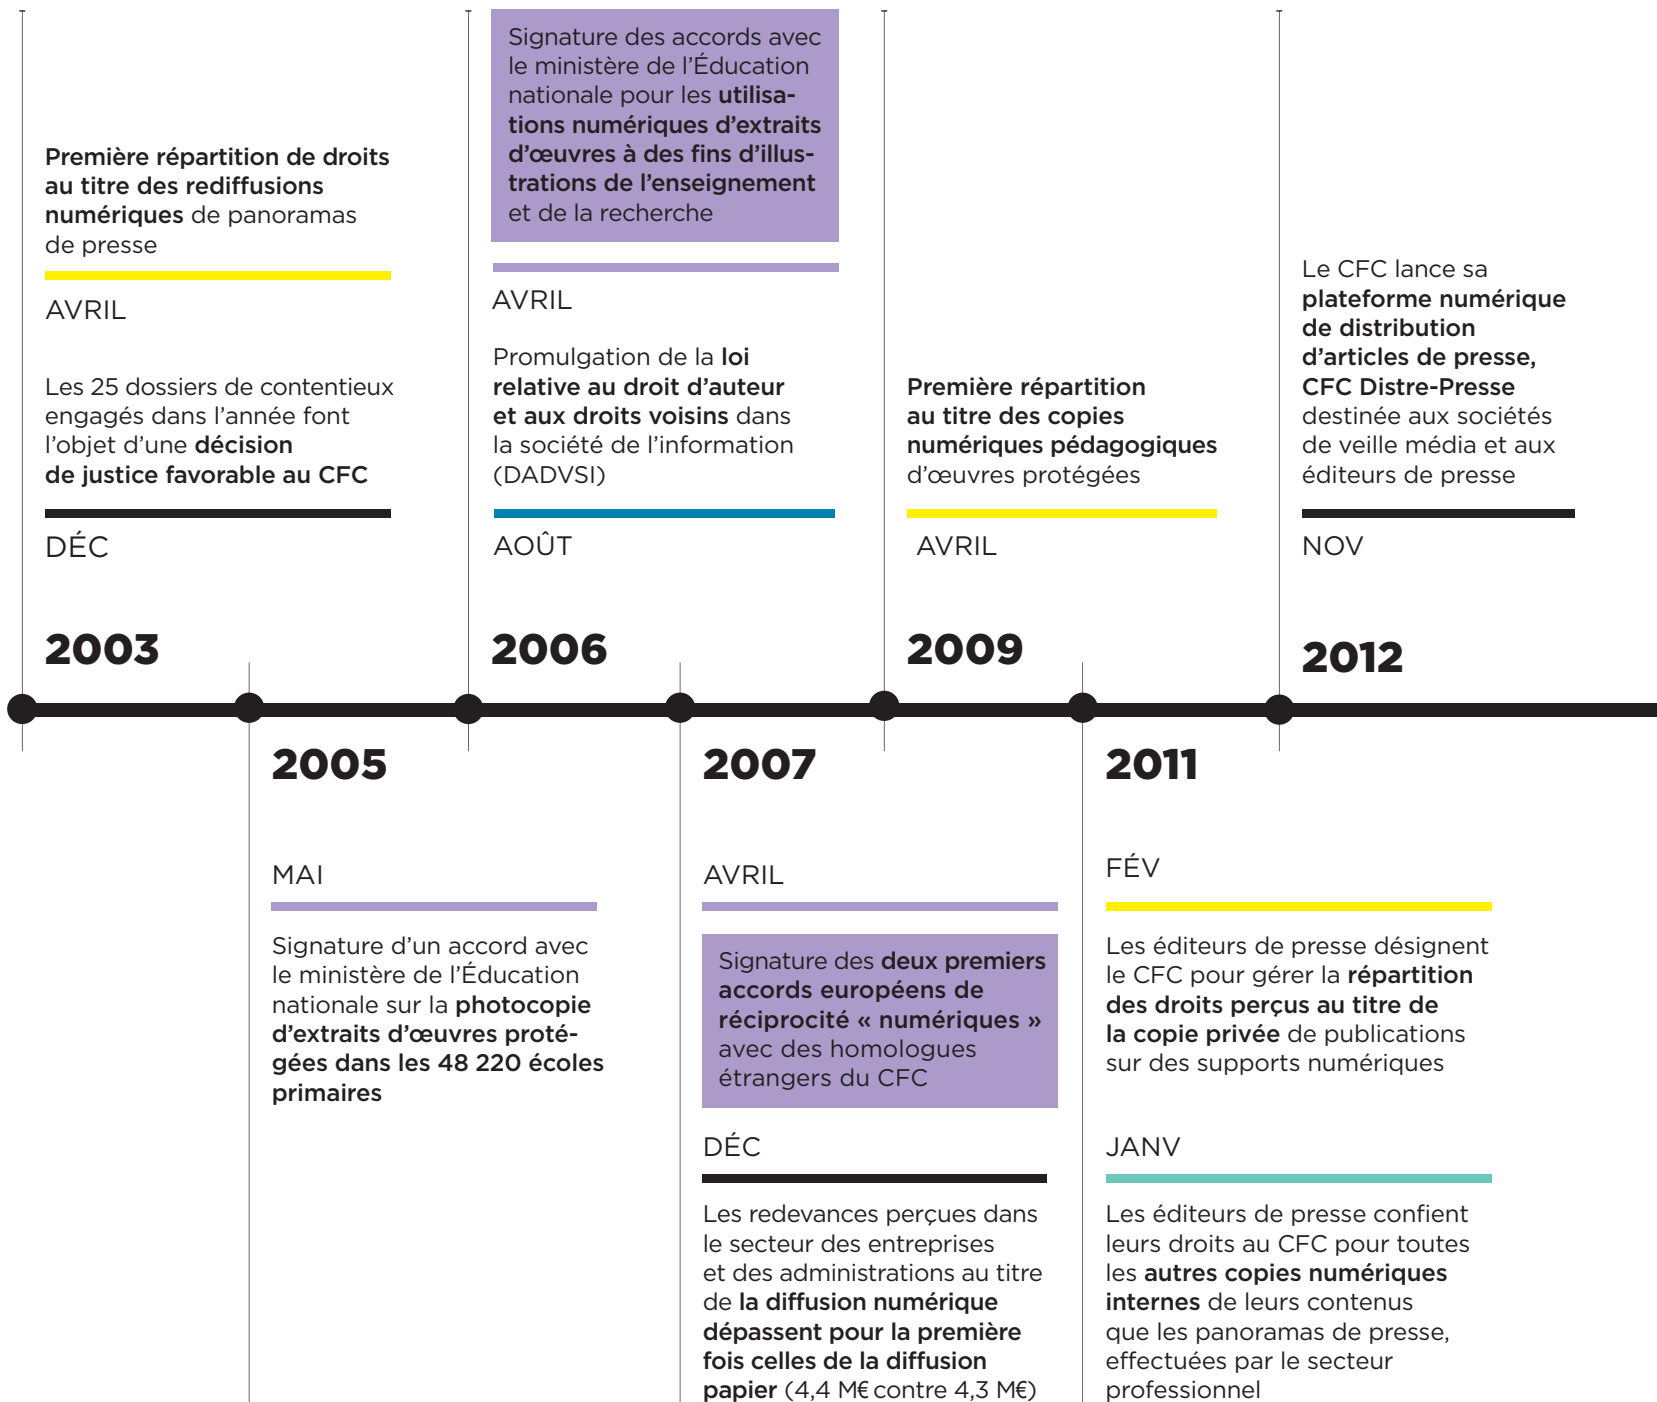 Première répartition de droits
au titre des rediffusions
numériques de panoramas
de presse
AVRIL
Les 25 dossiers de contentieux
engagés dans l’année font
l’objet d’une décision
de justice favorable au CFC
DÉC
2003
MAI
2005
Signature d’un accord avec
le ministère de l’Éducation
nationale sur la photocopie
d’extraits d’œuvres proté-
gées dans les 48 220 écoles
primaires
Signature des accords avec
le ministère de l’Éducation
nationale pour les utilisa-
tions numériques d’extraits
d’œuvres à des fins d’illus-
trations de l’enseignement
et de la recherche
AVRIL
Promulgation de la loi
relative au droit d’auteur
et aux droits voisins dans
la société de l’information
(DADVSI)
AOÛT
2006
2007
AVRIL
Signature des deux premiers
accords européens de
réciprocité « numériques »
avec des homologues
étrangers du CFC
DÉC
Les redevances perçues dans
le secteur des entreprises
et des administrations au titre
de la diffusion numérique
dépassent pour la première
fois celles de la diffusion
papier (4,4 M€ contre 4,3 M€)
Première répartition
au titre des copies
numériques pédagogiques
d’œuvres protégées
AVRIL
2009
2011
FÉV
Les éditeurs de presse désignent
le CFC pour gérer la répartition
des droits perçus au titre de
la copie privée de publications
sur des supports numériques
JANV
Les éditeurs de presse confient
leurs droits au CFC pour toutes
les autres copies numériques
internes de leurs contenus
que les panoramas de presse,
effectuées par le secteur
professionnel
Le CFC lance sa
plateforme numérique
de distribution
d’articles de presse,
CFC Distre-Presse
destinée aux sociétés
de veille média et aux
éditeurs de presse
NOV
2012